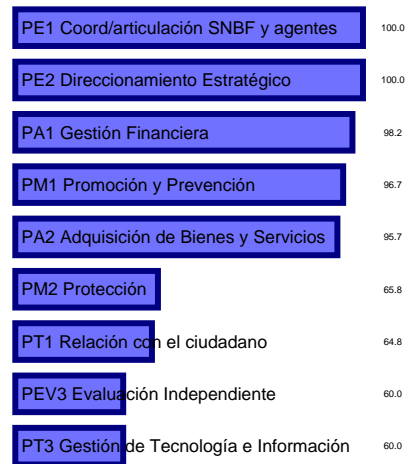 PE1 Coord/articulación SNBF y agentes 100.0
PE2 Direccionamiento Estratégico 100.0
PA1 Gestión Financiera 98.2
PM1 Promoción y Prevención 96.7
PA2 Adquisición de Bienes y Servicios 95.7
PM2 Protección 65.8
PT1 Relación con el ciudadano 64.8
PEV3 Evaluación Independiente 60.0
PT3 Gestión de Tecnología e Información 60.0